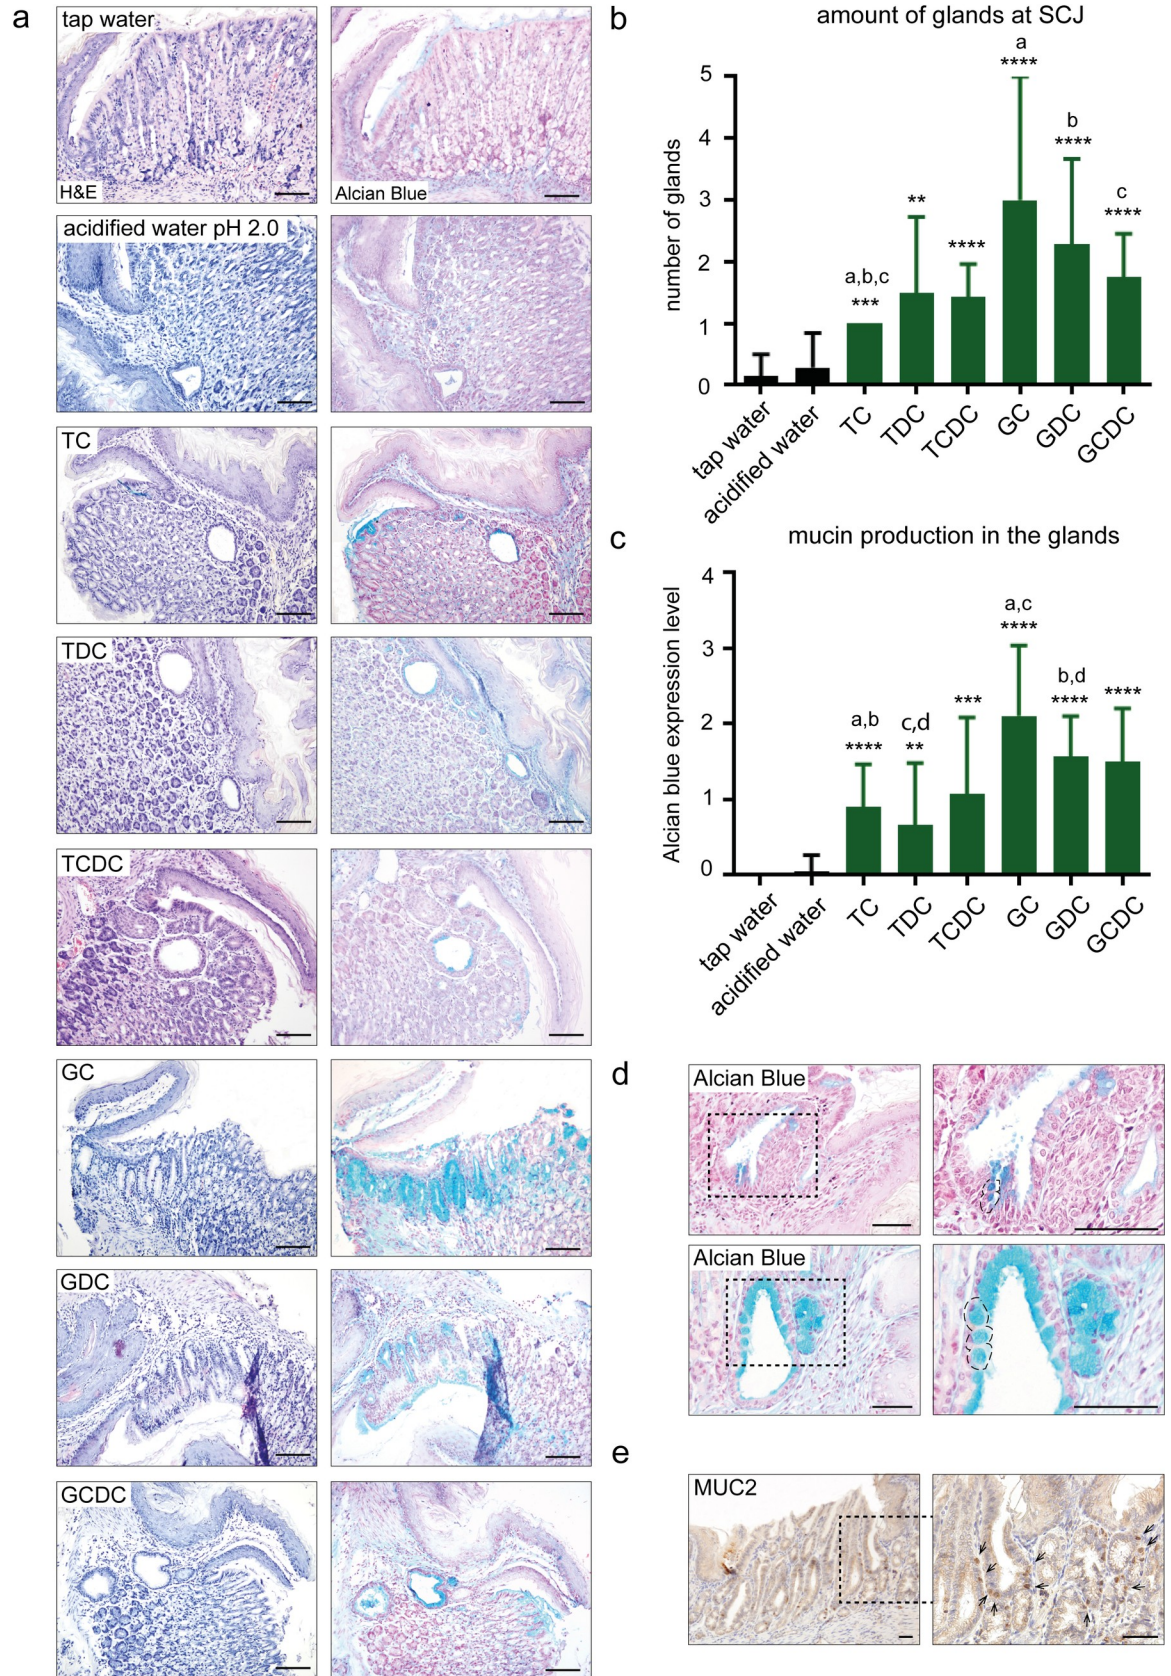 a
tap water
H&E
Alcian Blue
acidified water pH 2.0
TC
TDC
TCDC
GC
GDC
GCDC
b
amount of glands at SCJ
number of glands
5
4
3
2
1
0
a,b,c
***
**
****
a
****
b
****
c
****
tap water
acidified water
TC
TDC
TCDC
GC
GDC
GCDC
c
mucin production in the glands
Alcian blue expression level
4
3
2
1
0
a,b
****
c,d
**
***
a,c
****
b,d
****
****
tap water
acidified water
TC
TDC
TCDC
GC
GDC
GCDC
d
Alcian Blue
Alcian Blue
e
MUC2